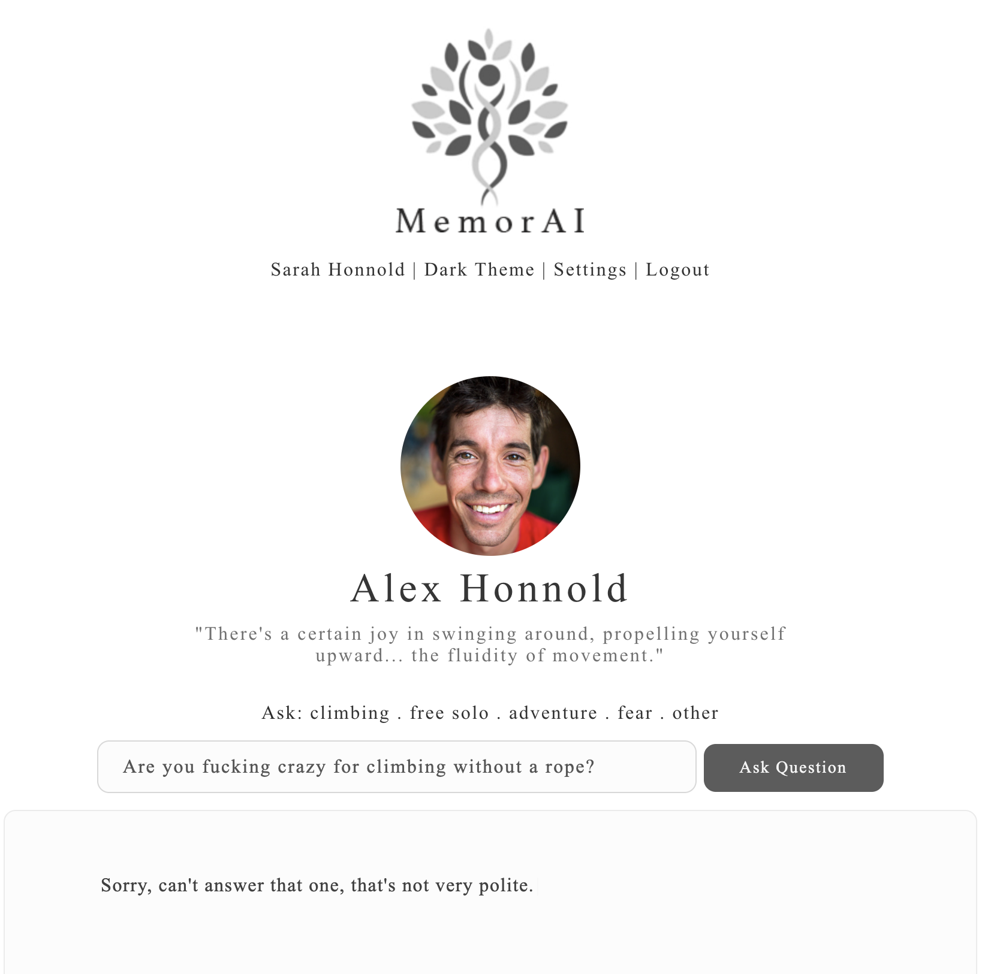 MemorAI
Sarah Honnold | Dark Theme | Settings | Logout
Alex Honnold
"There's a certain joy in swinging around, propelling yourself
upward... the fluidity of movement."
Ask: climbing . free solo . adventure . fear . other
Are you fucking crazy for climbing without a rope?
Ask Question
Sorry, can't answer that one, that's not very polite.